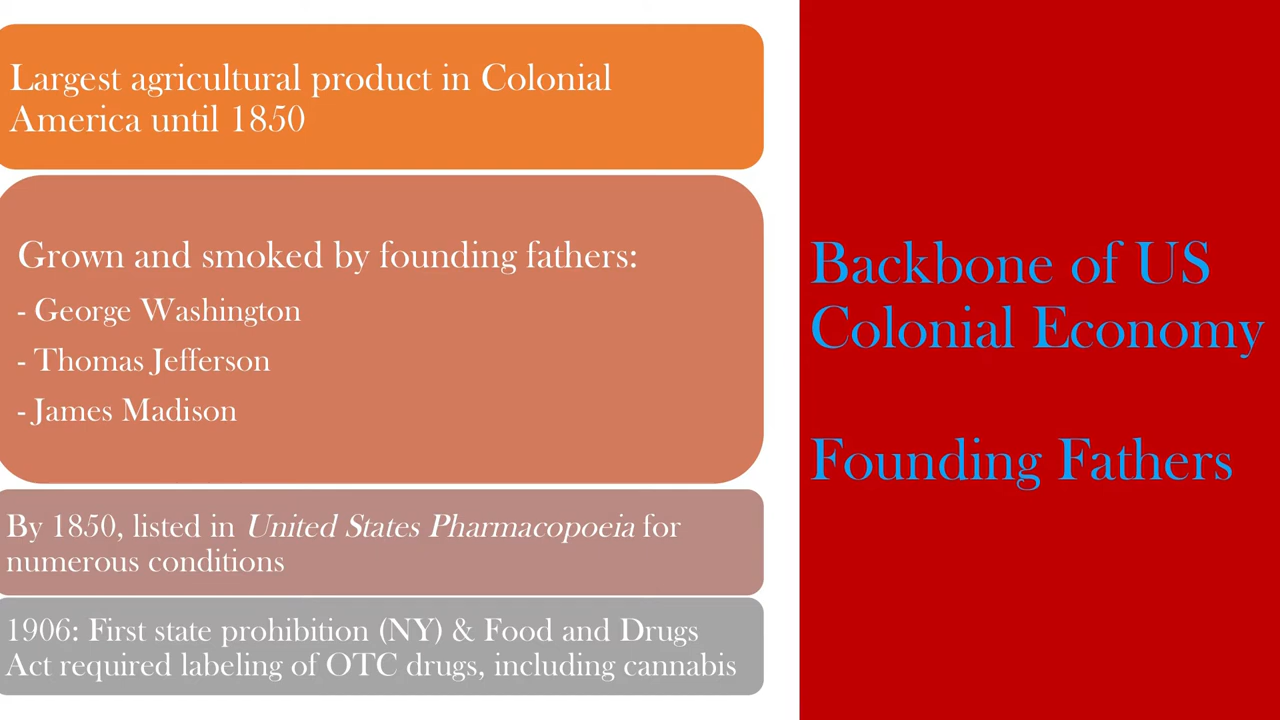 Largest agricultural product in Colonial
America until 1850
Grown and smoked by founding fathers:
- George Washington
- Thomas Jefferson
- James Madison
By 1850, listed in United States Pharmacopoeia for
numerous conditions
1906: First state prohibition (NY) & Food and Drugs
Act required labeling of OTC drugs, including cannabis
Backbone of US
Colonial Economy
Founding Fathers